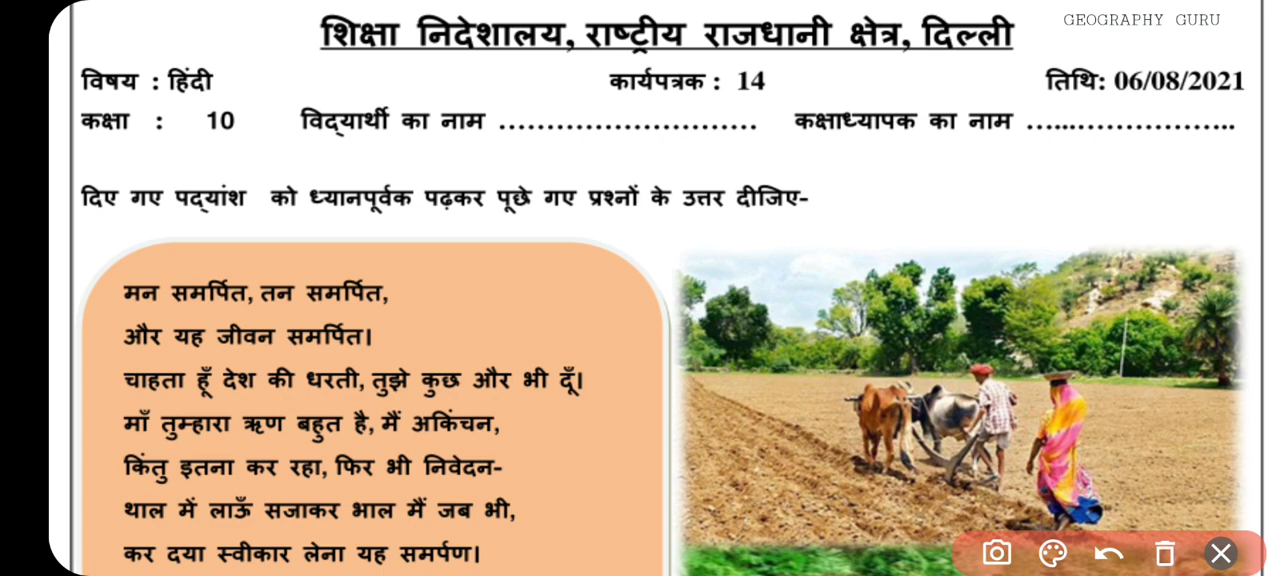 GEOGRAPHY GURU
शिक्षा निदेशालय, राष्ट्रीय राजधानी क्षेत्र, दिल्ली
विषय : हिंदी कार्यपत्रक : 14 तिथि: 06/08/2021
कक्षा : 10 विद्यार्थी का नाम ........................... कक्षाध्यापक का नाम ......................
दिए गए पद्यांश को ध्यानपूर्वक पढ़कर पूछे गए प्रश्नों के उत्तर दीजिए-
मन समर्पित, तन समर्पित,
और यह जीवन समर्पित।
चाहता हूँ देश की धरती, तुझे कुछ और भी दूँ।
माँ तुम्हारा ऋण बहुत है, मैं अकिंचन,
किंतु इतना कर रहा, फिर भी निवेदन-
थाल में लाऊँ सजाकर भाल मैं जब भी,
कर दया स्वीकार लेना यह समर्पण।